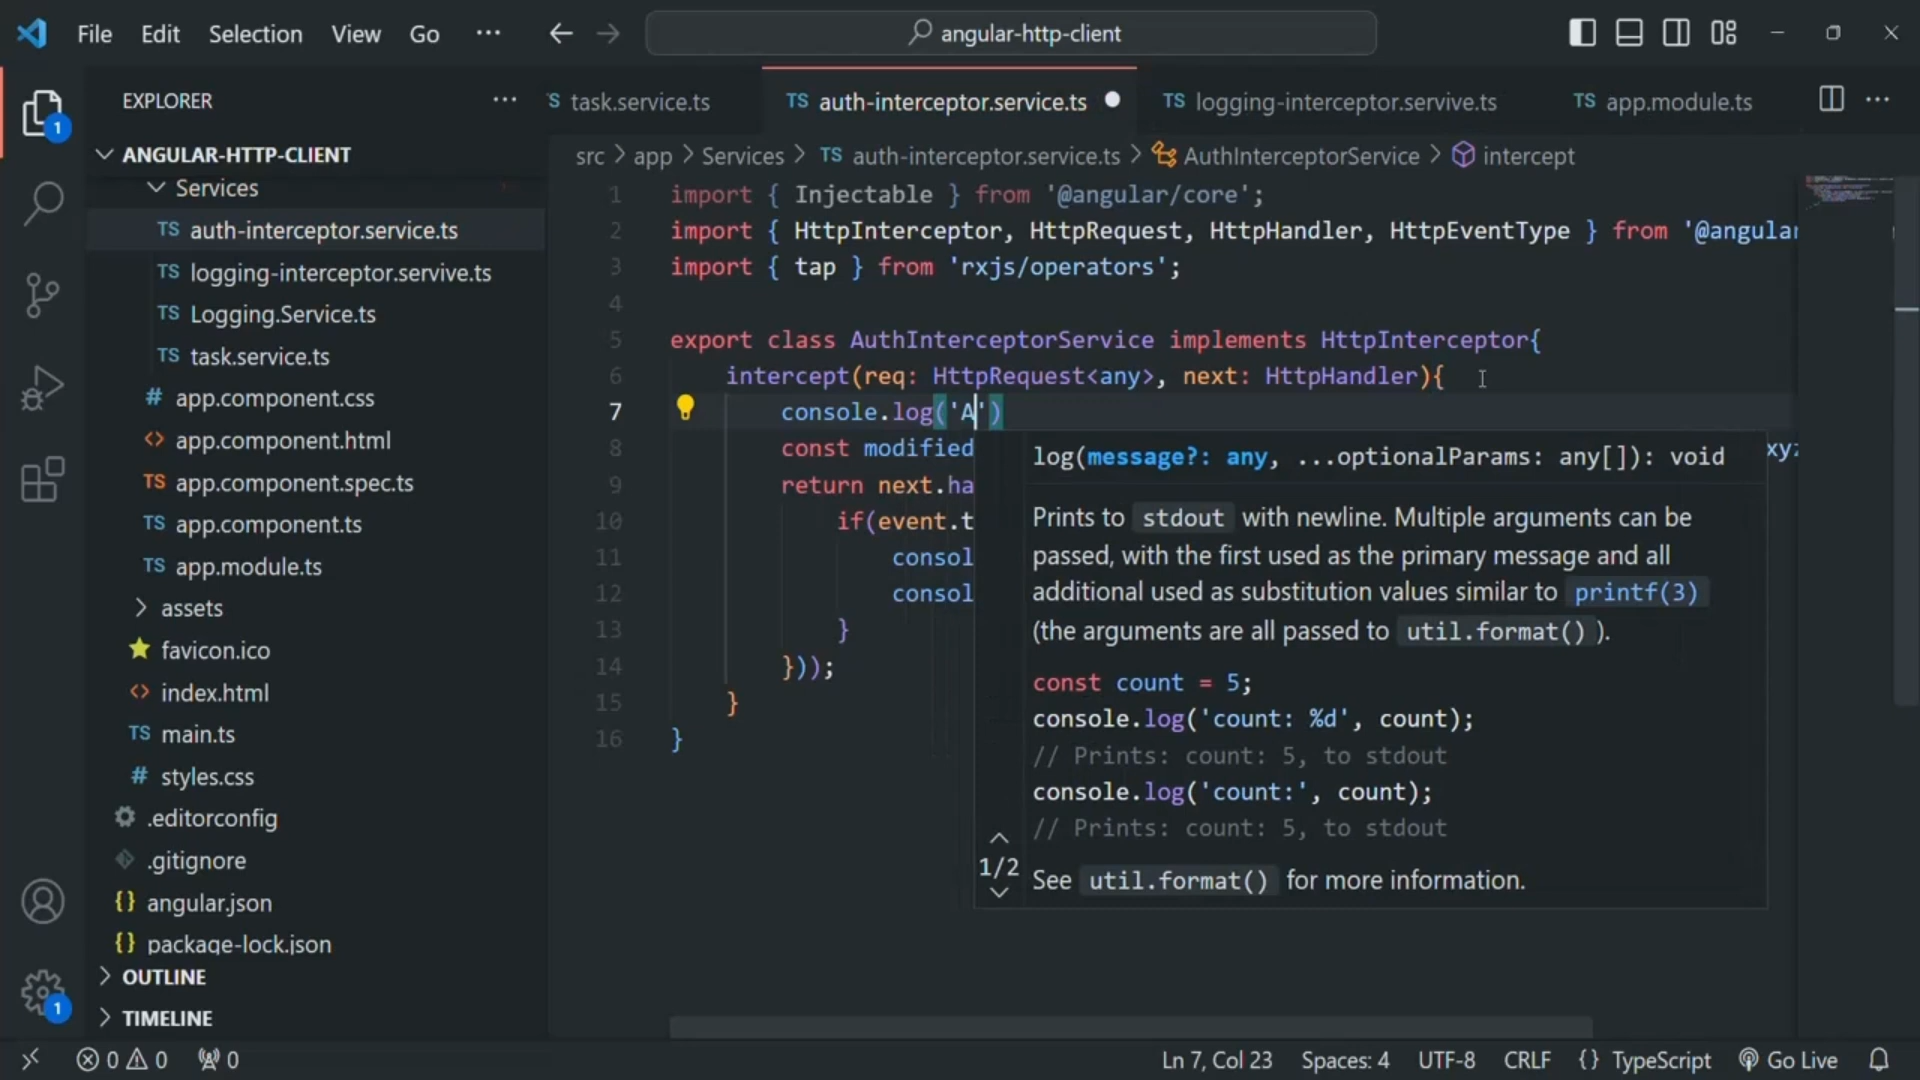 File Edit Selection View Go ··· angular-http-client
EXPLORER ···
1
ANGULAR-HTTP-CLIENT
Services
TS auth-interceptor.service.ts
TS logging-interceptor.servive.ts
TS Logging.Service.ts
TS task.service.ts
# app.component.css
<> app.component.html
TS app.component.spec.ts
TS app.component.ts
TS app.module.ts
assets
favicon.ico
<> index.html
TS main.ts
# styles.css
.editorconfig
.gitignore
{} angular.json
{} package-lock.json
OUTLINE
1
TIMELINE
task.service.ts TS auth-interceptor.service.ts TS logging-interceptor.servive.ts TS app.module.ts ···
src > app > Services > TS auth-interceptor.service.ts > AuthInterceptorService > intercept
1 import { Injectable } from '@angular/core';
2 import { HttpInterceptor, HttpRequest, HttpHandler, HttpEventType } from '@angular
3 import { tap } from 'rxjs/operators';
4
5 export class AuthInterceptorService implements HttpInterceptor{
6 intercept(req: HttpRequest<any>, next: HttpHandler){
7 console.log('A')
8 const modified xyz
9 return next.ha
10 if(event.t
11 consol
12 consol
13 }
14 }));
15 }
16 }
log(message?: any, ...optionalParams: any[]): void
Prints to stdout with newline. Multiple arguments can be
passed, with the first used as the primary message and all
additional used as substitution values similar to printf(3)
(the arguments are all passed to util.format() ).
const count = 5;
console.log('count: %d', count);
// Prints: count: 5, to stdout
console.log('count:', count);
// Prints: count: 5, to stdout
1/2 See util.format() for more information.
0 0 0 Ln 7, Col 23 Spaces: 4 UTF-8 CRLF {} TypeScript Go Live